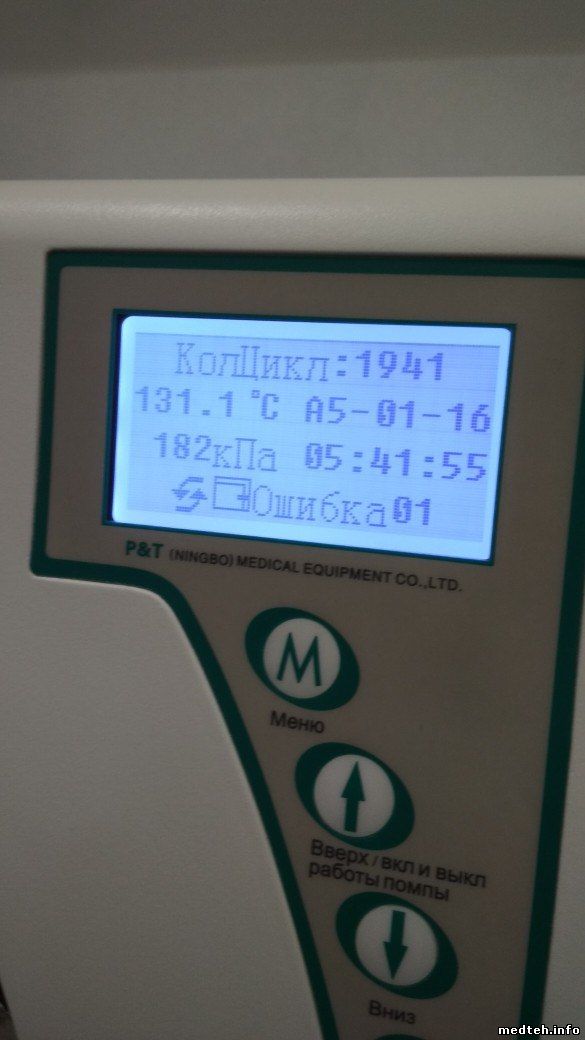 КолЦикл:1941
131.1°C A5-01-16
182кПа 05:41:55
Ошибка01
P&T (NINGBO) MEDICAL EQUIPMENT CO.,LTD.
M
Меню
Вверх / вкл и выкл
работы помпы
Вниз
medteh.info